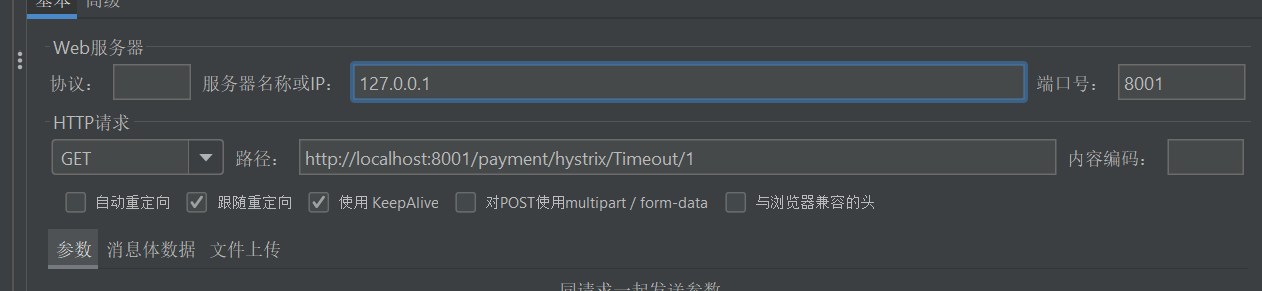 基本 高级
Web服务器
协议： 服务器名称或IP： 127.0.0.1 端口号： 8001
HTTP请求
GET 路径： http://localhost:8001/payment/hystrix/Timeout/1 内容编码：
自动重定向 跟随重定向 使用 KeepAlive 对POST使用multipart / form-data 与浏览器兼容的头
参数 消息体数据 文件上传
同请求一起发送参数